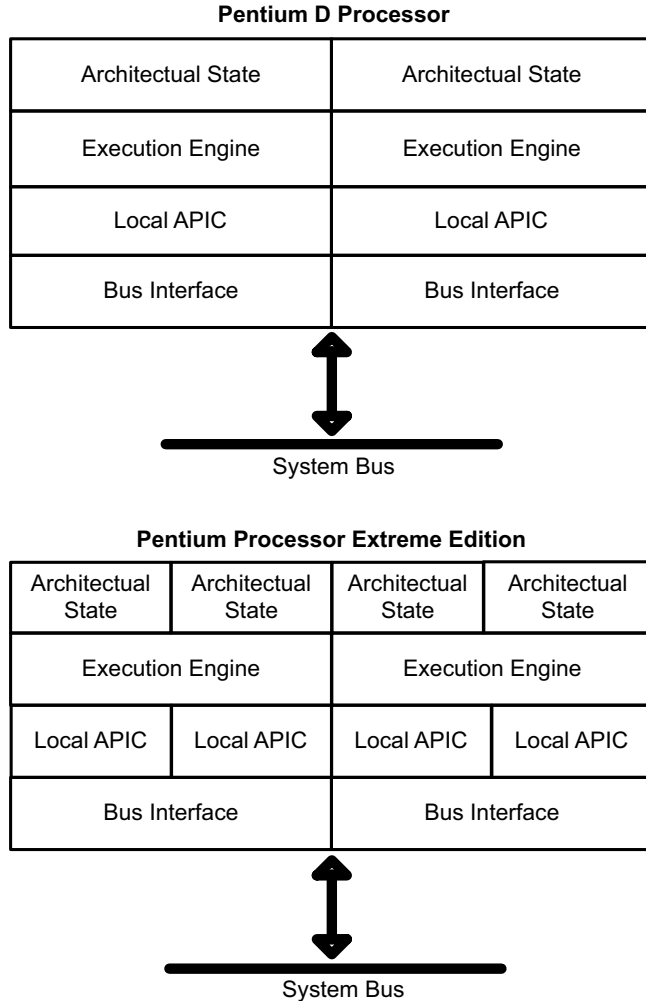 Pentium D Processor
Architectual State
Architectual State
Execution Engine
Execution Engine
Local APIC
Local APIC
Bus Interface
Bus Interface
System Bus
Pentium Processor Extreme Edition
Architectual
State
Architectual
State
Architectual
State
Architectual
State
Execution Engine
Execution Engine
Local APIC
Local APIC
Local APIC
Local APIC
Bus Interface
Bus Interface
System Bus